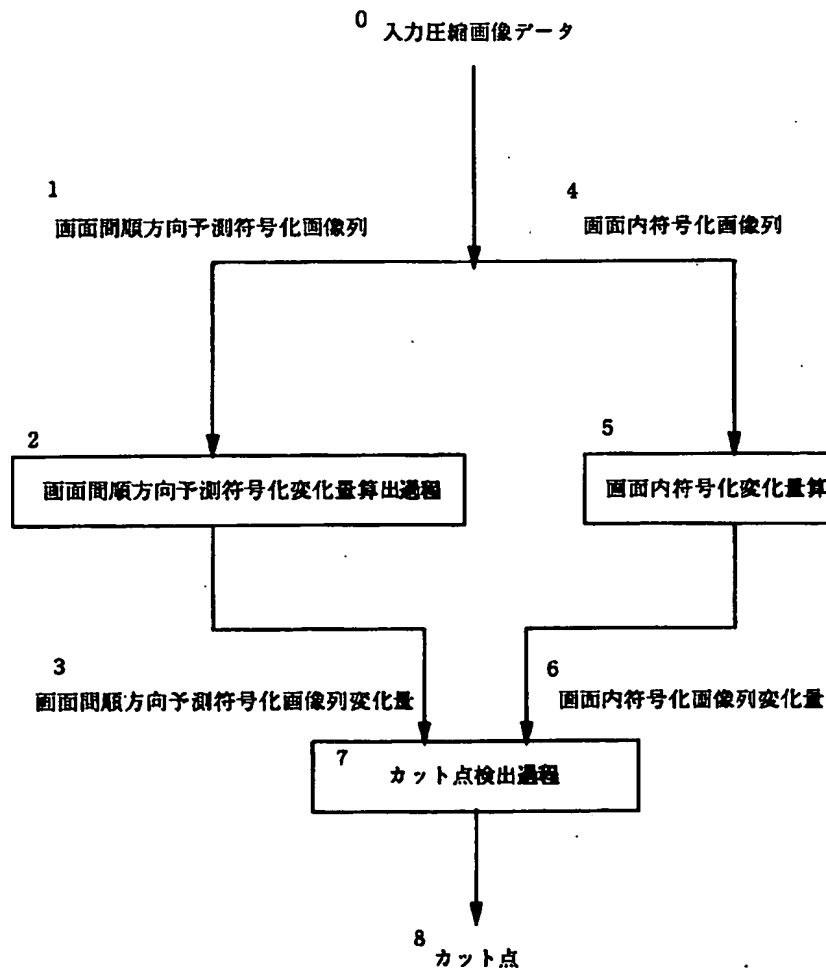 0 入力圧縮画像データ
1
画面間順方向予測符号化画像列
4
画面内符号化画像列
2
画面間順方向予測符号化変化量算出過程
5
画面内符号化変化量算
3
画面間順方向予測符号化画像列変化量
6
画面内符号化画像列変化量
7
カット点検出過程
8 カット点